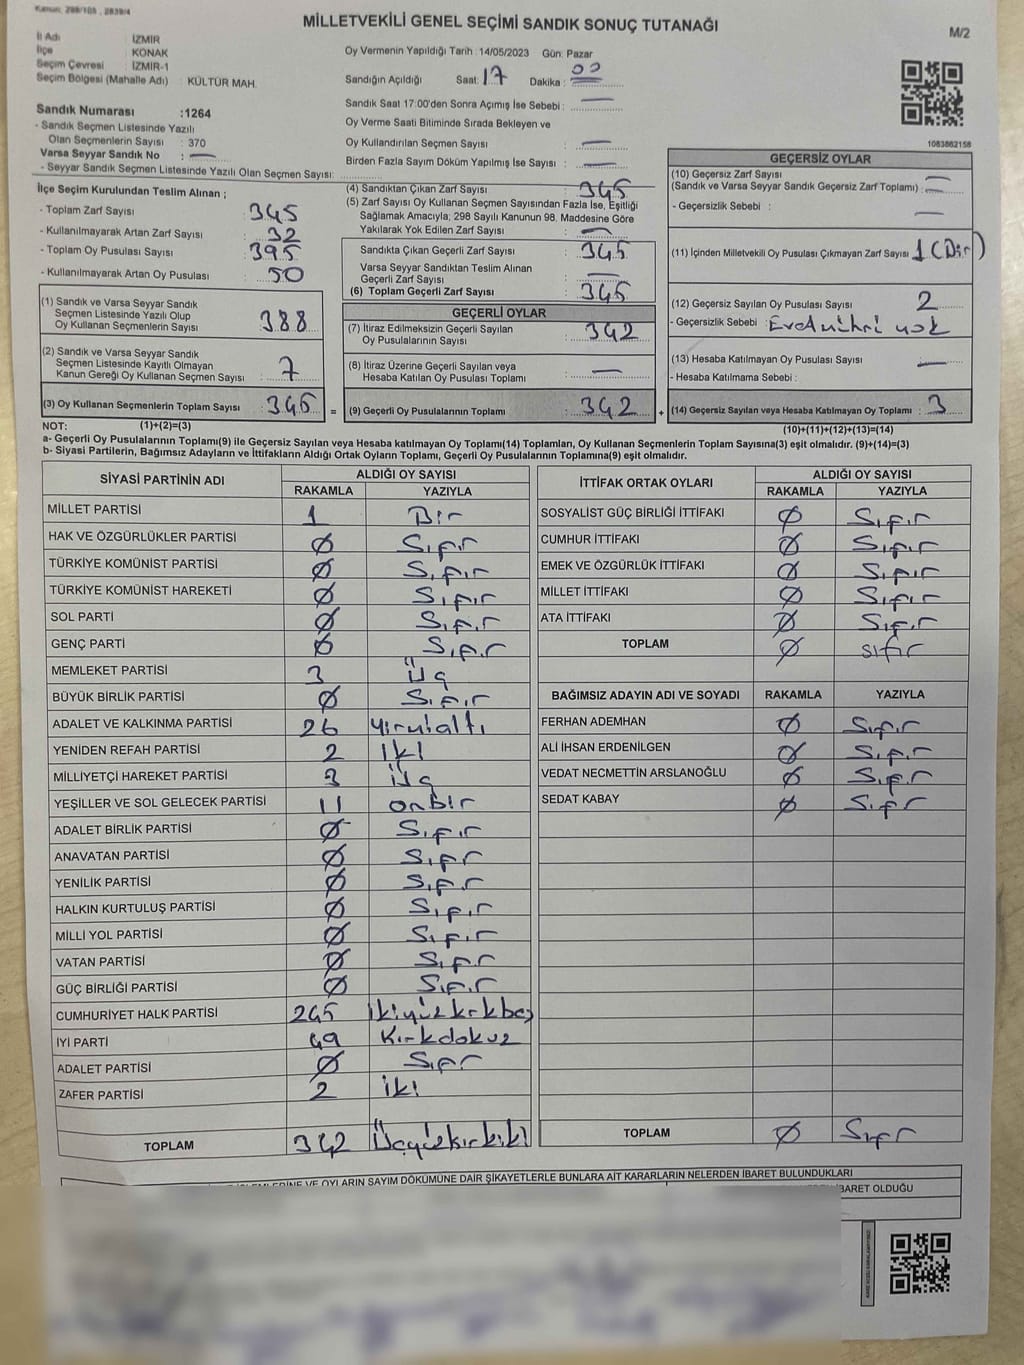 Kanun: 298/105 , 2839/4
MİLLETVEKİLİ GENEL SEÇİMİ SANDIK SONUÇ TUTANAĞI
M/2
İl Adı : İZMİR
İlçe : KONAK
Seçim Çevresi : İZMİR-1
Seçim Bölgesi (Mahalle Adı) : KÜLTÜR MAH.
Oy Vermenin Yapıldığı Tarih :14/05/2023 Gün: Pazar
Sandığın Açıldığı Saat: 17 Dakika : 00
Sandık Saat 17:00'den Sonra Açımış İse Sebebi : —
Oy Verme Saati Bitiminde Sırada Bekleyen ve
Oy Kullandırılan Seçmen Sayısı : —
Birden Fazla Sayım Döküm Yapılmış İse Sayısı : —
Sandık Numarası :1264
- Sandık Seçmen Listesinde Yazılı
Olan Seçmenlerin Sayısı : 370
Varsa Seyyar Sandık No : —
- Seyyar Sandık Seçmen Listesinde Yazılı Olan Seçmen Sayısı:
1083862158
İlçe Seçim Kurulundan Teslim Alınan ;
- Toplam Zarf Sayısı : 345
- Kullanılmayarak Artan Zarf Sayısı : 32
- Toplam Oy Pusulası Sayısı : 395
- Kullanılmayarak Artan Oy Pusulası : 50
(4) Sandıktan Çıkan Zarf Sayısı : 345
(5) Zarf Sayısı Oy Kullanan Seçmen Sayısından Fazla İse, Eşitliği
Sağlamak Amacıyla; 298 Sayılı Kanunun 98. Maddesine Göre
Yakılarak Yok Edilen Zarf Sayısı : —
Sandıkta Çıkan Geçerli Zarf Sayısı : 345
Varsa Seyyar Sandıktan Teslim Alınan
Geçerli Zarf Sayısı : —
(6) Toplam Geçerli Zarf Sayısı : 345
GEÇERSİZ OYLAR
(10) Geçersiz Zarf Sayısı : —
(Sandık ve Varsa Seyyar Sandık Geçersiz Zarf Toplamı) : —
- Geçersizlik Sebebi : —
(11) İçinden Milletvekili Oy Pusulası Çıkmayan Zarf Sayısı : 1 (Bir)
(12) Geçersiz Sayılan Oy Pusulası Sayısı : 2
- Geçersizlik Sebebi :
(13) Hesaba Katılmayan Oy Pusulası Sayısı : —
- Hesaba Katılmama Sebebi :
(1) Sandık ve Varsa Seyyar Sandık
Seçmen Listesinde Yazılı Olup
Oy Kullanan Seçmenlerin Sayısı : 388
(2) Sandık ve Varsa Seyyar Sandık
Seçmen Listesinde Kayıtlı Olmayan
Kanun Gereği Oy Kullanan Seçmen Sayısı : 7
GEÇERLİ OYLAR
(7) İtiraz Edilmeksizin Geçerli Sayılan
Oy Pusulalarının Sayısı : 342
(8) İtiraz Üzerine Geçerli Sayılan veya
Hesaba Katılan Oy Pusulası Toplamı : —
(3) Oy Kullanan Seçmenlerin Toplam Sayısı : 345 = (9) Geçerli Oy Pusulalarının Toplamı : 342 + (14) Geçersiz Sayılan veya Hesaba Katılmayan Oy Toplamı : 3
NOT: (1)+(2)=(3)
(10)+(11)+(12)+(13)=(14)
a- Geçerli Oy Pusulalarının Toplamı(9) ile Geçersiz Sayılan veya Hesaba katılmayan Oy Toplamı(14) Toplamları, Oy Kullanan Seçmenlerin Toplam Sayısına(3) eşit olmalıdır. (9)+(14)=(3)
b- Siyasi Partilerin, Bağımsız Adayların ve İttifakların Aldığı Ortak Oyların Toplamı, Geçerli Oy Pusulalarının Toplamına(9) eşit olmalıdır.
SİYASİ PARTİNİN ADI ALDIĞI OY SAYISI
RAKAMLA YAZIYLA
MİLLET PARTİSİ 1 Bir
HAK VE ÖZGÜRLÜKLER PARTİSİ Ø Sıfır
TÜRKİYE KOMÜNİST PARTİSİ Ø Sıfır
TÜRKİYE KOMÜNİST HAREKETİ Ø Sıfır
SOL PARTİ Ø Sıfır
GENÇ PARTİ Ø Sıfır
MEMLEKET PARTİSİ 3 Üç
BÜYÜK BİRLİK PARTİSİ Ø Sıfır
ADALET VE KALKINMA PARTİSİ 26 yirmialtı
YENİDEN REFAH PARTİSİ 2 İki
MİLLİYETÇİ HAREKET PARTİSİ 3 üç
YEŞİLLER VE SOL GELECEK PARTİSİ 11 onbir
ADALET BİRLİK PARTİSİ Ø Sıfır
ANAVATAN PARTİSİ Ø Sıfır
YENİLİK PARTİSİ Ø Sıfır
HALKIN KURTULUŞ PARTİSİ Ø Sıfır
MİLLİ YOL PARTİSİ Ø Sıfır
VATAN PARTİSİ Ø Sıfır
GÜÇ BİRLİĞİ PARTİSİ Ø Sıfır
CUMHURİYET HALK PARTİSİ 245 ikiyüzkırkbeş
İYİ PARTİ 49 Kırkdokuz
ADALET PARTİSİ Ø Sıfır
ZAFER PARTİSİ 2 iki
TOPLAM 342 Üçyüzkırkiki
İTTİFAK ORTAK OYLARI ALDIĞI OY SAYISI
RAKAMLA YAZIYLA
SOSYALİST GÜÇ BİRLİĞİ İTTİFAKI Ø Sıfır
CUMHUR İTTİFAKI Ø Sıfır
EMEK VE ÖZGÜRLÜK İTTİFAKI Ø Sıfır
MİLLET İTTİFAKI Ø Sıfır
ATA İTTİFAKI Ø Sıfır
TOPLAM Ø sıfır
BAĞIMSIZ ADAYIN ADI VE SOYADI RAKAMLA YAZIYLA
FERHAN ADEMHAN Ø Sıfır
ALİ İHSAN ERDENİLGEN Ø Sıfır
VEDAT NECMETTİN ARSLANOĞLU Ø Sıfır
SEDAT KABAY Ø Sıfır
TOPLAM Ø Sıfır
VE OYLARIN SAYIM DÖKÜMÜNE DAİR ŞİKAYETLERLE BUNLARA AİT KARARLARIN NELERDEN İBARET BULUNDUKLARI
İBARET OLDUĞU